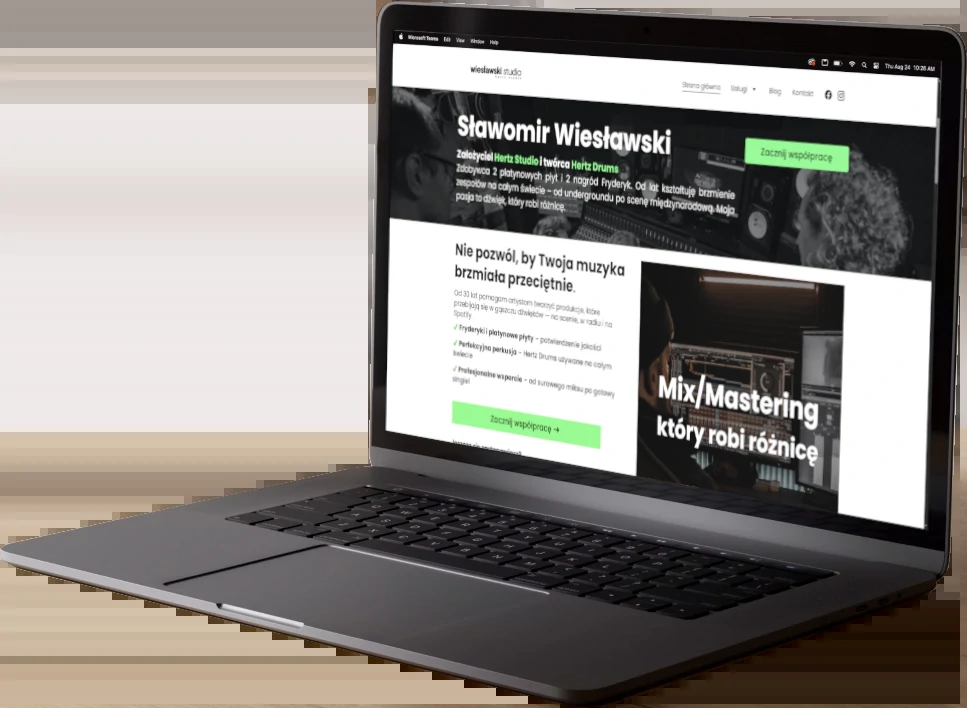 Microsoft Teams Edit View Window Help
Thu Aug 24 10:26 AM
wiesławski studio
Strona główna Usługi Blog Kontakt
Sławomir Wiesławski
Założyciel Hertz Studio i twórca Hertz Drums
Zdobywca 2 platynowych płyt i 2 nagród Fryderyk. Od lat kształtuję brzmienie
zespołów na całym świecie – od undergroundu po scenę międzynarodową. Moja
pasja to dźwięk, który robi różnicę.
Zacznij współpracę
Nie pozwól, by Twoja muzyka
brzmiała przeciętnie.
Od 30 lat pomagam artystom tworzyć produkcje, które
przebijają się w gąszczu dźwięków — na scenie, w radiu i na
Spotify.
✓ Fryderyki i platynowe płyty – potwierdzenie jakości
✓ Perfekcyjna perkusja – Hertz Drums używane na całym
świecie
✓ Profesjonalne wsparcie – od surowego miksu po gotowy
singiel
Zacznij współpracę →
Mix/Mastering
który robi różnicę